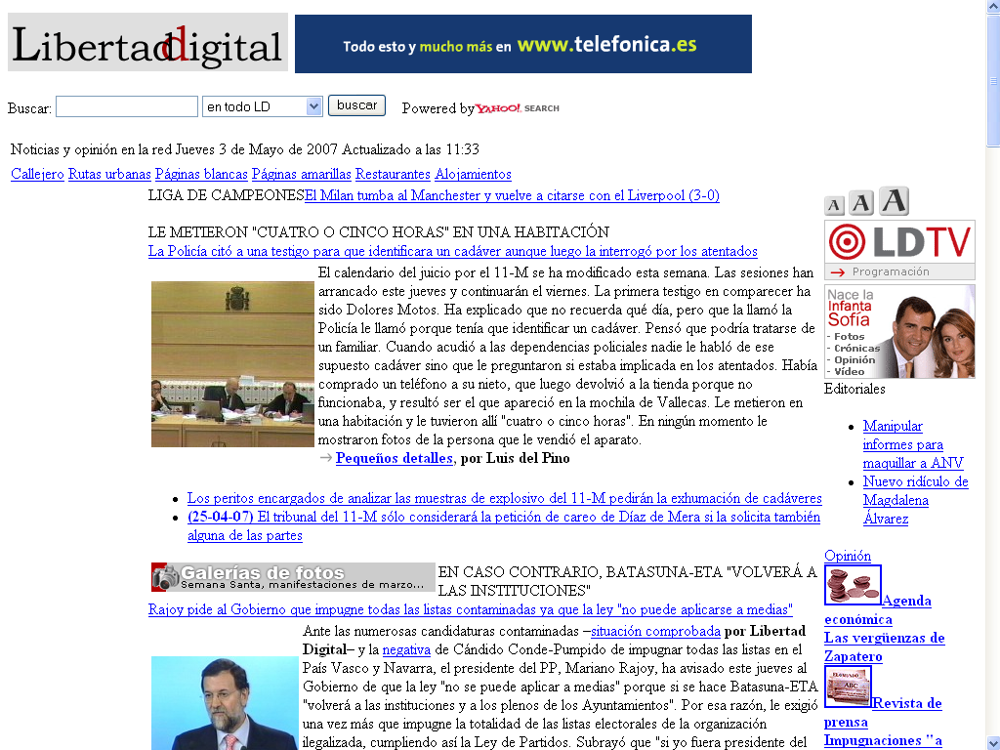 Libertaddigital
Todo esto y mucho más en www.telefonica.es
Buscar: en todo LD buscar Powered by YAHOO! SEARCH
Noticias y opinión en la red Jueves 3 de Mayo de 2007 Actualizado a las 11:33
Callejero Rutas urbanas Páginas blancas Páginas amarillas Restaurantes Alojamientos
LIGA DE CAMPEONESEl Milan tumba al Manchester y vuelve a citarse con el Liverpool (3-0)
LE METIERON "CUATRO O CINCO HORAS" EN UNA HABITACIÓN
La Policía citó a una testigo para que identificara un cadáver aunque luego la interrogó por los atentados
El calendario del juicio por el 11-M se ha modificado esta semana. Las sesiones han
arrancado este jueves y continuarán el viernes. La primera testigo en comparecer ha
sido Dolores Motos. Ha explicado que no recuerda qué día, pero que la llamó la
Policía le llamó porque tenía que identificar un cadáver. Pensó que podría tratarse de
un familiar. Cuando acudió a las dependencias policiales nadie le habló de ese
supuesto cadáver sino que le preguntaron si estaba implicada en los atentados. Había
comprado un teléfono a su nieto, que luego devolvió a la tienda porque no
funcionaba, y resultó ser el que apareció en la mochila de Vallecas. Le metieron en
una habitación y le tuvieron allí "cuatro o cinco horas". En ningún momento le
mostraron fotos de la persona que le vendió el aparato.
Pequeños detalles, por Luis del Pino
Los peritos encargados de analizar las muestras de explosivo del 11-M pedirán la exhumación de cadáveres
(25-04-07) El tribunal del 11-M sólo considerará la petición de careo de Díaz de Mera si la solicita también
alguna de las partes
Galerías de fotos
Semana Santa, manifestaciones de marzo...
EN CASO CONTRARIO, BATASUNA-ETA "VOLVERÁ A
LAS INSTITUCIONES"
Rajoy pide al Gobierno que impugne todas las listas contaminadas ya que la ley "no puede aplicarse a medias"
Ante las numerosas candidaturas contaminadas –situación comprobada por Libertad
Digital– y la negativa de Cándido Conde-Pumpido de impugnar todas las listas en el
País Vasco y Navarra, el presidente del PP, Mariano Rajoy, ha avisado este jueves al
Gobierno de que la ley "no se puede aplicar a medias" porque si se hace Batasuna-ETA
"volverá a las instituciones y a los plenos de los Ayuntamientos". Por esa razón, le exigió
una vez más que impugne la totalidad de las listas electorales de la organización
ilegalizada, cumpliendo así la Ley de Partidos. Subrayó que "si yo fuera presidente del
A A A
LDTV
Programación
Nace la
Infanta
Sofía
- Fotos
- Crónicas
- Opinión
- Vídeo
Editoriales
Manipular
informes para
maquillar a ANV
Nuevo ridículo de
Magdalena
Álvarez
Opinión
Agenda
económica
Las vergüenzas de
Zapatero
EL MUNDO
ABC
Revista de
prensa
Impugnaciones "a